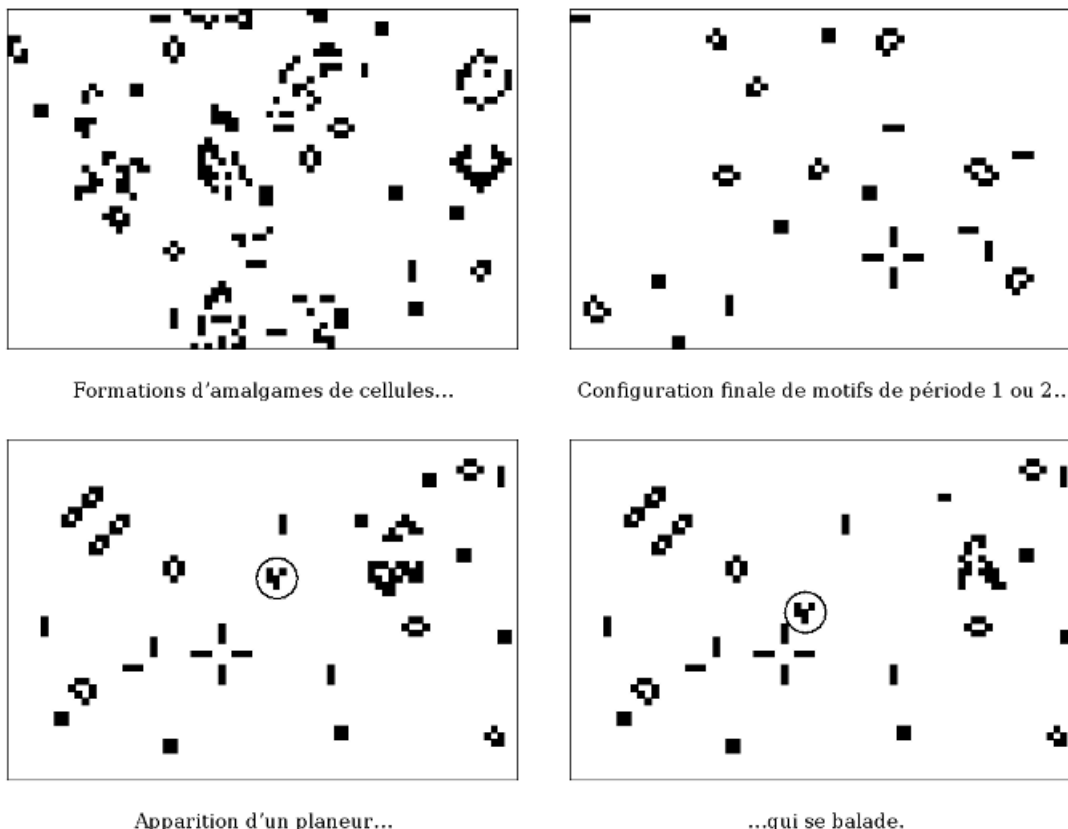 Formations d'amalgames de cellules...
Configuration finale de motifs de période 1 ou 2...
Apparition d'un planeur...
...qui se balade.